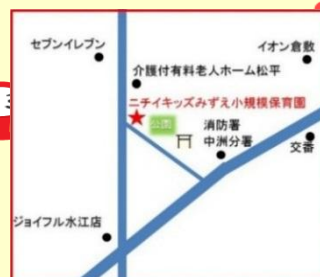 セブンイレブン
イオン倉敷
介護付有料老人ホーム松平
ニチイキッズみずえ小規模保育園
公園
消防署
中洲分署
交番
ジョイフル水江店